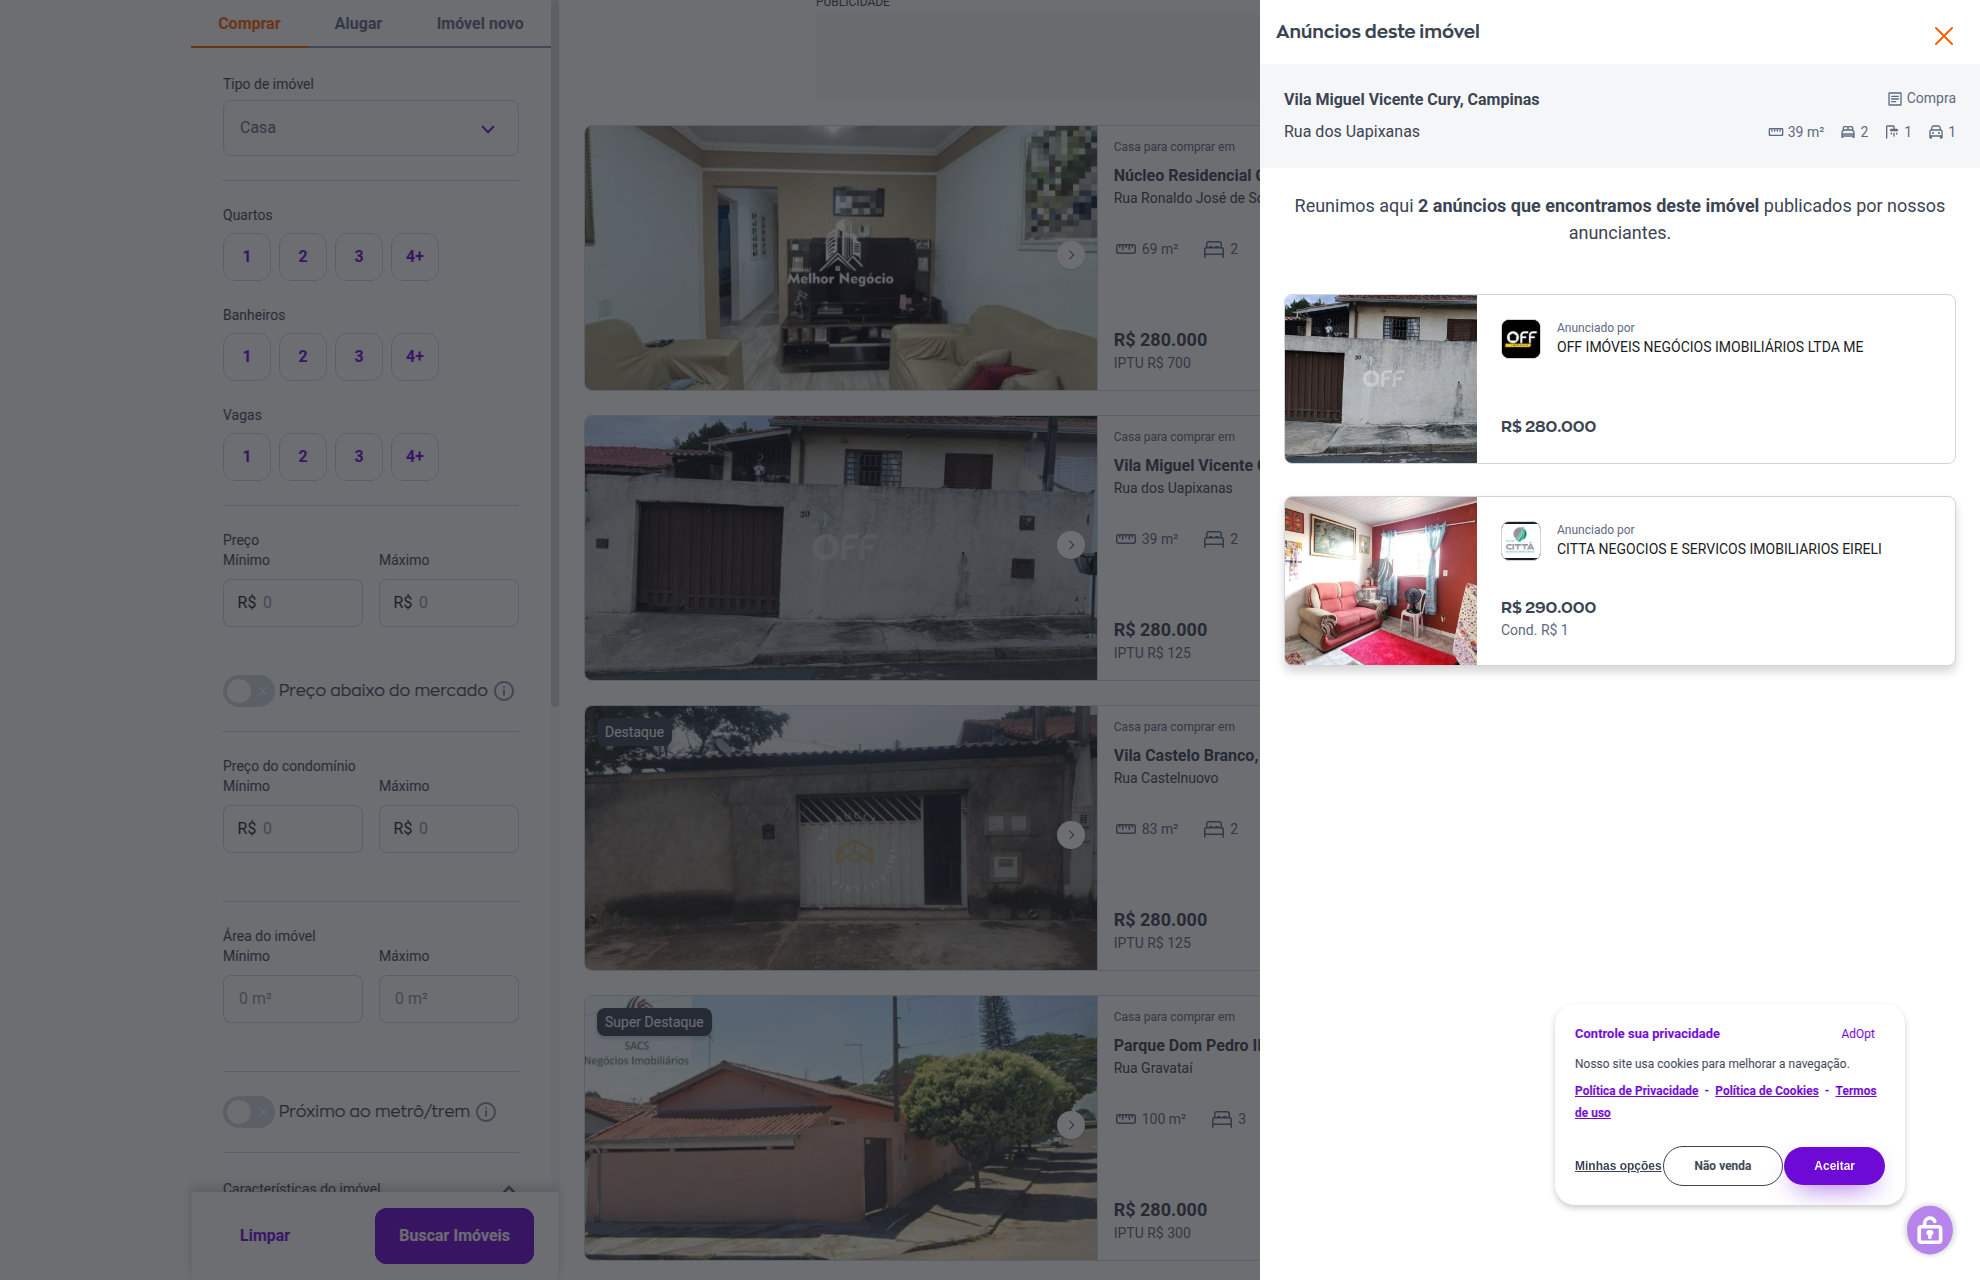 Comprar
Alugar
Imóvel novo
Tipo de imóvel
Casa
Quartos
1
2
3
4+
Banheiros
1
2
3
4+
Vagas
1
2
3
4+
Preço
Mínimo
Máximo
R$ 0
R$ 0
Preço abaixo do mercado
Preço do condomínio
Mínimo
Máximo
R$ 0
R$ 0
Área do imóvel
Mínimo
Máximo
0 m²
0 m²
Próximo ao metrô/trem
Características do imóvel
Limpar
Buscar Imóveis
PUBLICIDADE
Melhor Negócio
Casa para comprar em
Núcleo Residencial
Rua Ronaldo José de
69 m²
2
R$ 280.000
IPTU R$ 700
30
OFF
Casa para comprar em
Vila Miguel Vicente
Rua dos Uapixanas
39 m²
2
R$ 280.000
IPTU R$ 125
Destaque
Casa para comprar em
Vila Castelo Branco,
Rua Castelnuovo
83 m²
2
R$ 280.000
IPTU R$ 125
Super Destaque
SACS
Negócios Imobiliários
Casa para comprar em
Parque Dom Pedro
Rua Gravataí
100 m²
3
R$ 280.000
IPTU R$ 300
Anúncios deste imóvel
Vila Miguel Vicente Cury, Campinas
Compra
Rua dos Uapixanas
39 m²
2
1
1
Reunimos aqui 2 anúncios que encontramos deste imóvel publicados por nossos
anunciantes.
30
OFF
OFF
Anunciado por
OFF IMÓVEIS NEGÓCIOS IMOBILIÁRIOS LTDA ME
R$ 280.000
CITTÁ
Anunciado por
CITTA NEGOCIOS E SERVICOS IMOBILIARIOS EIRELI
R$ 290.000
Cond. R$ 1
Controle sua privacidade
AdOpt
Nosso site usa cookies para melhorar a navegação.
Política de Privacidade - Política de Cookies - Termos
de uso
Minhas opções
Não venda
Aceitar